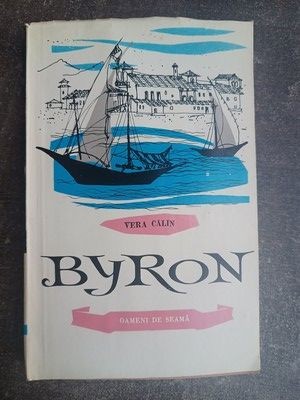 VERA CĂLIN
BYRON
OAMENI DE SEAMĂ